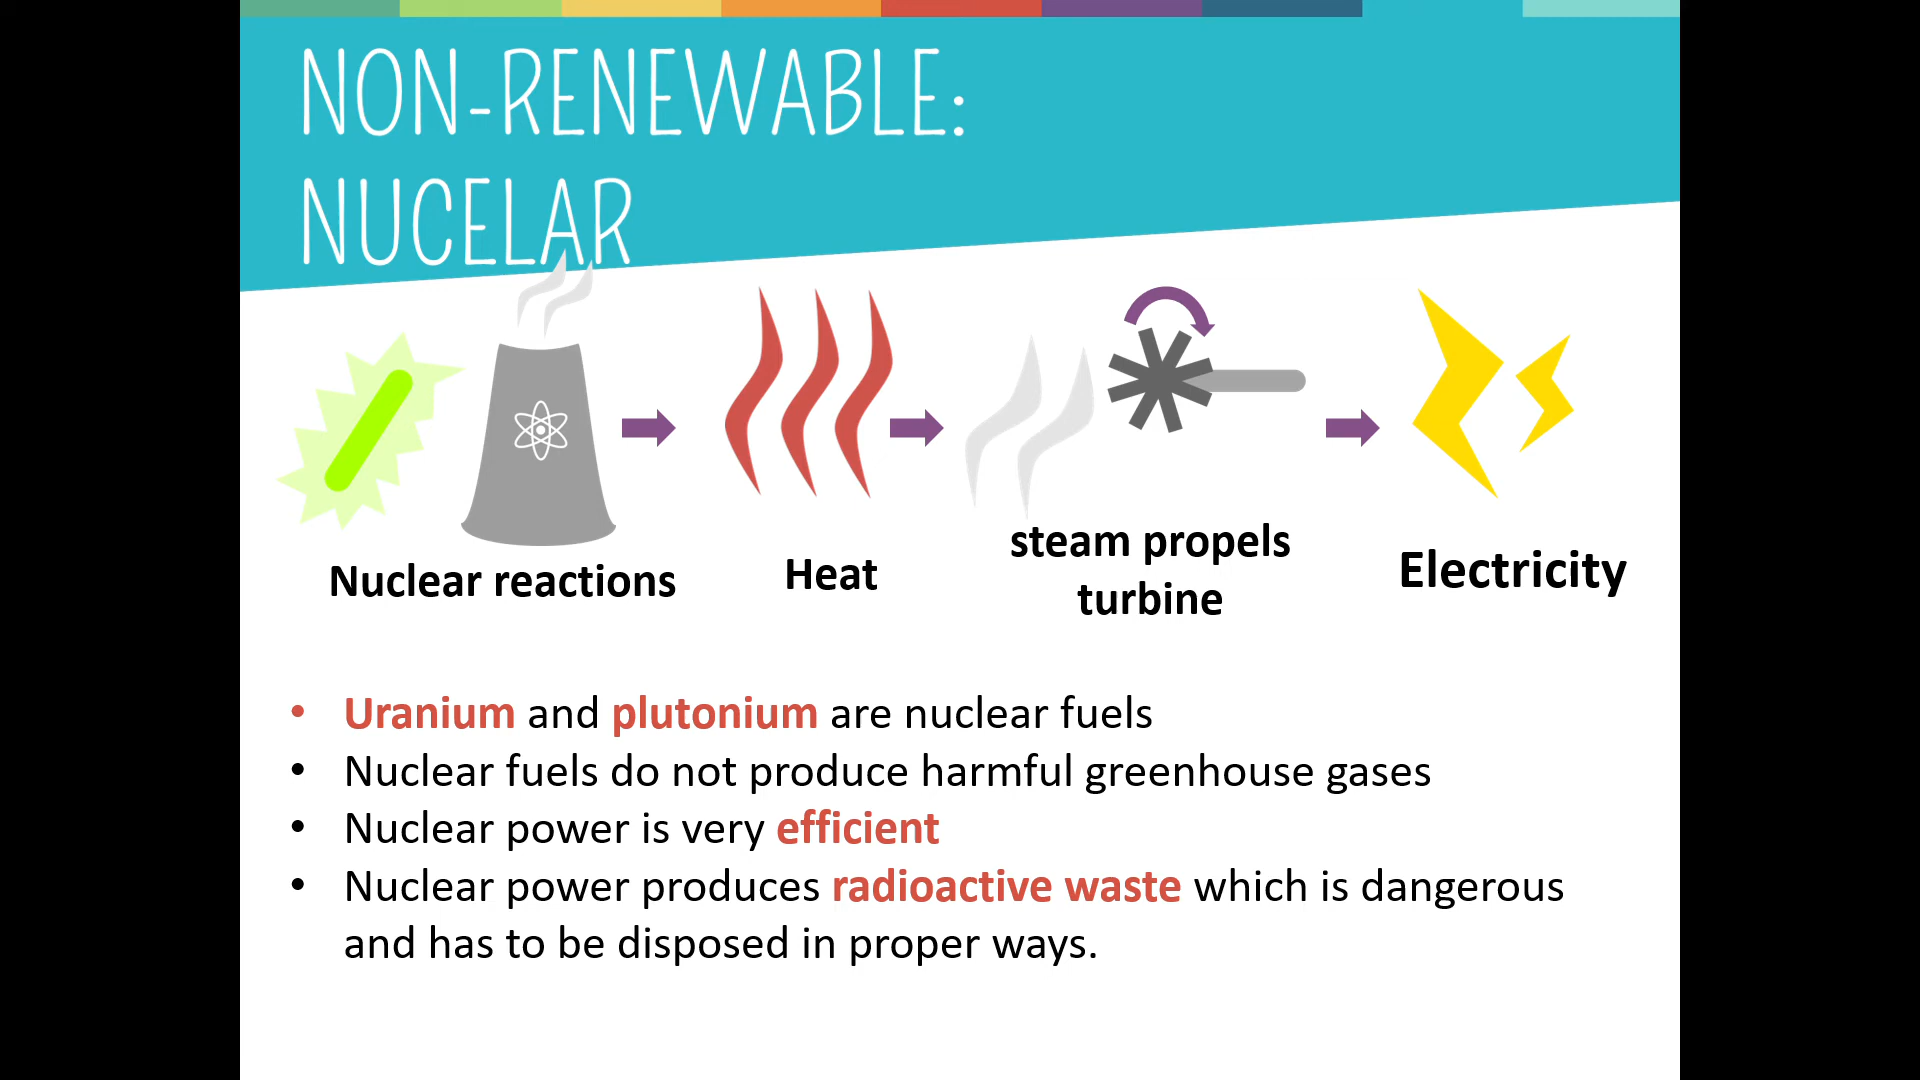 NON-RENEWABLE:
NUCELAR
Nuclear reactions
Heat
steam propels
turbine
Electricity
• Uranium and plutonium are nuclear fuels
• Nuclear fuels do not produce harmful greenhouse gases
• Nuclear power is very efficient
• Nuclear power produces radioactive waste which is dangerous
and has to be disposed in proper ways.